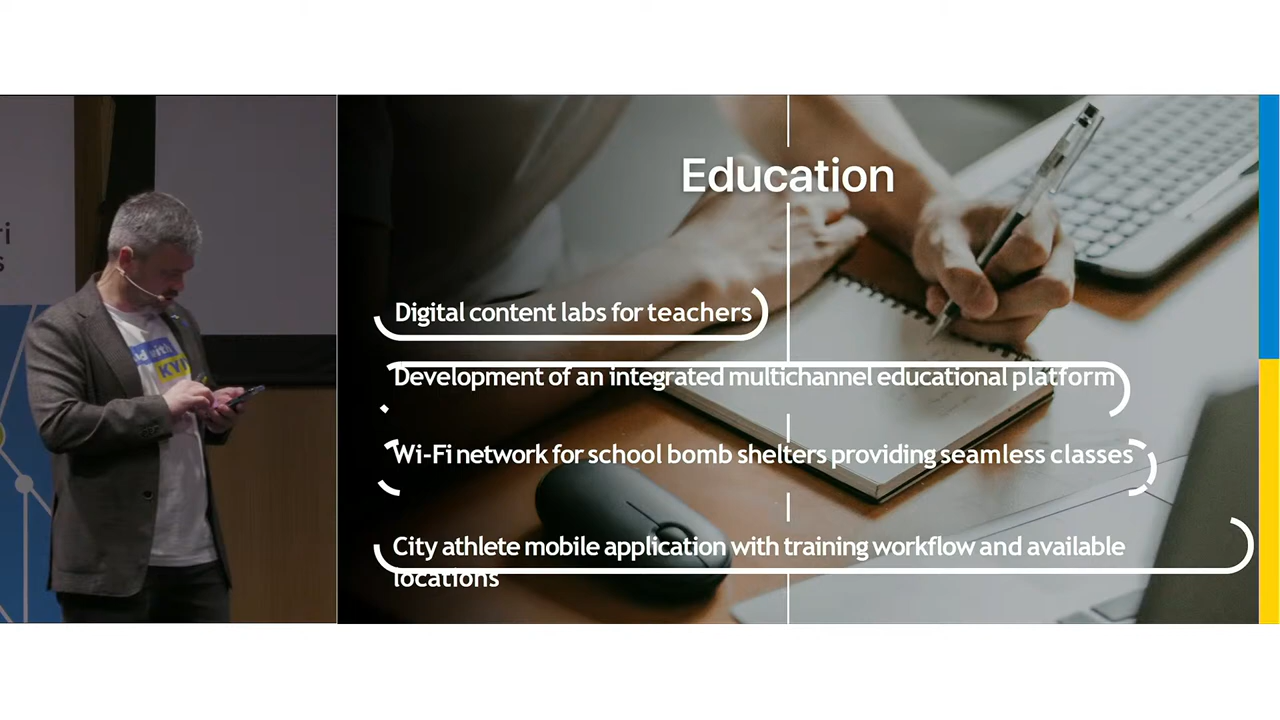 Education
Digital content labs for teachers
Development of an integrated multichannel educational platform
Wi-Fi network for school bomb shelters providing seamless classes
City athlete mobile application with training workflow and available
locations